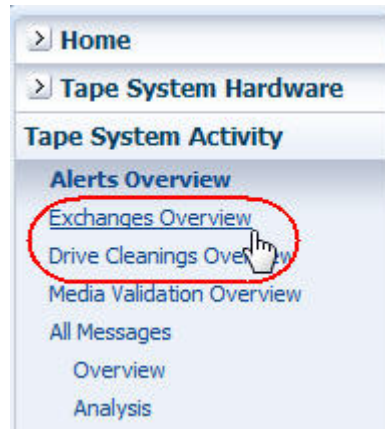 Home
Tape System Hardware
Tape System Activity
Alerts Overview
Exchanges Overview
Drive Cleanings Overview
Media Validation Overview
All Messages
Overview
Analysis